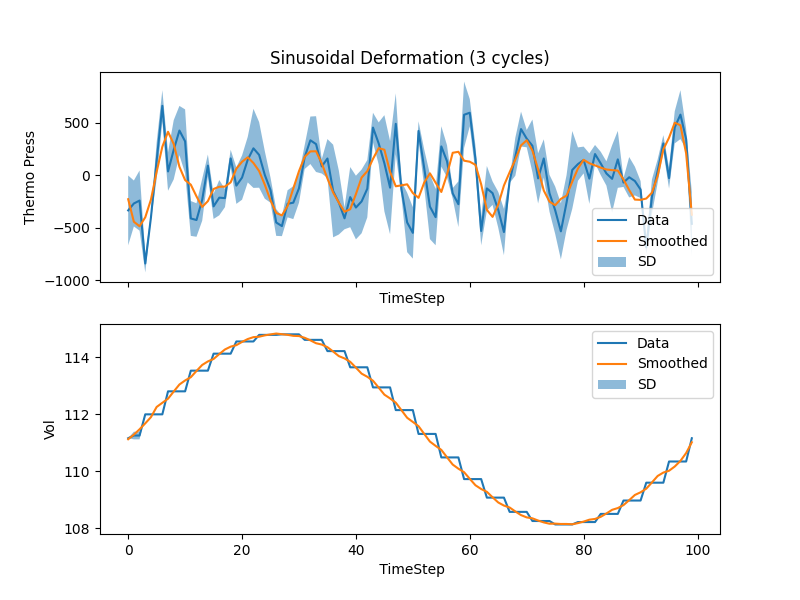 Sinusoidal Deformation (3 cycles)
Thermo Press
500
0
−500
−1000
Data
Smoothed
SD
TimeStep
Vol
114
112
110
108
Data
Smoothed
SD
0 20 40 60 80 100
TimeStep